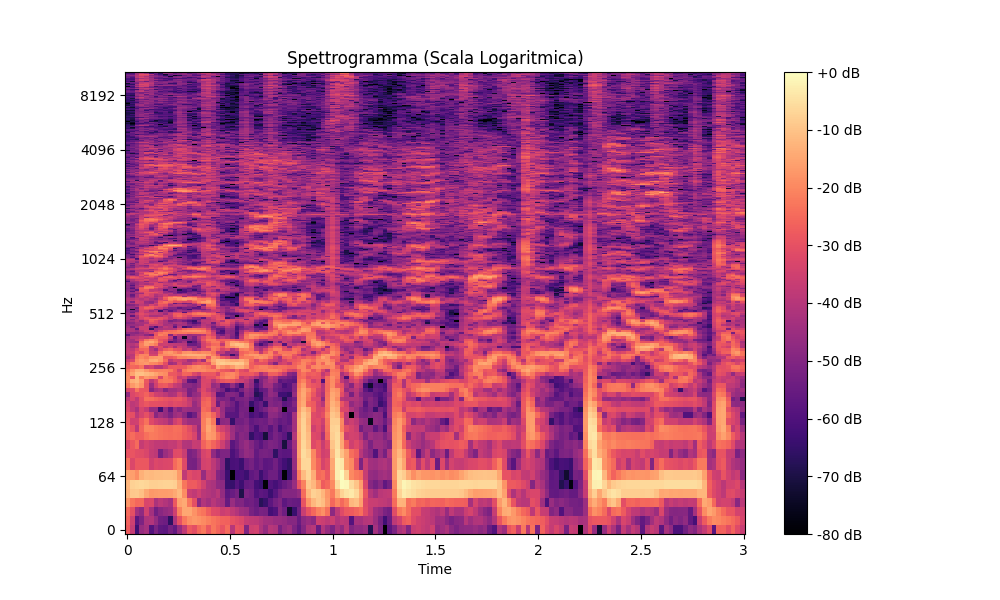 Spettrogramma (Scala Logaritmica)
Hz
8192
4096
2048
1024
512
256
128
64
0
0
0.5
1
1.5
2
2.5
3
Time
+0 dB
-10 dB
-20 dB
-30 dB
-40 dB
-50 dB
-60 dB
-70 dB
-80 dB